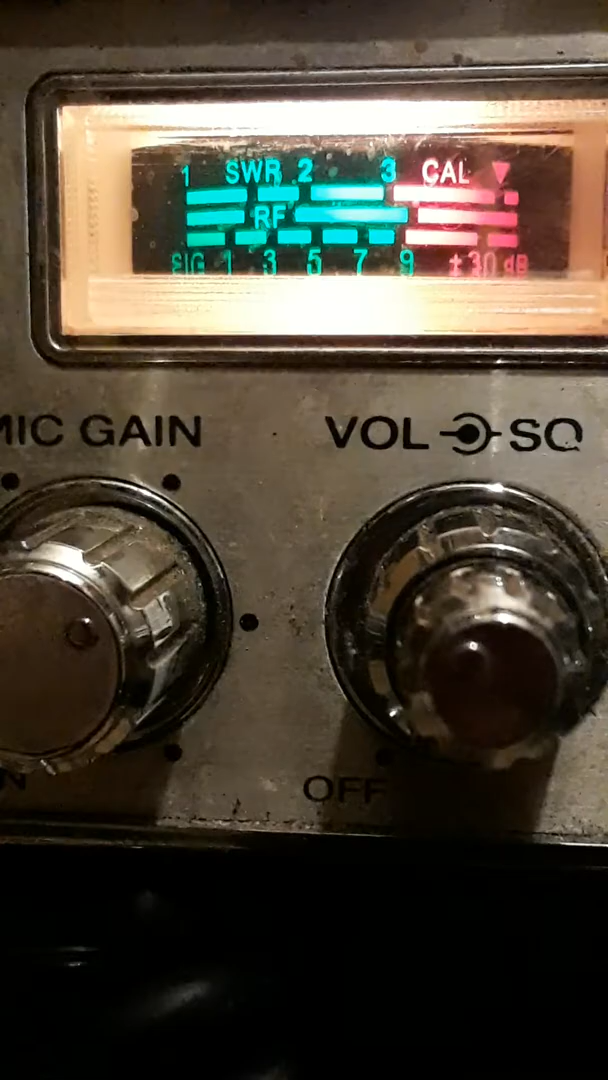 1 SWR 2 3 CAL
RF
SIG 1 3 5 7 9 +30 dB
MIC GAIN
VOL SQ
OFF